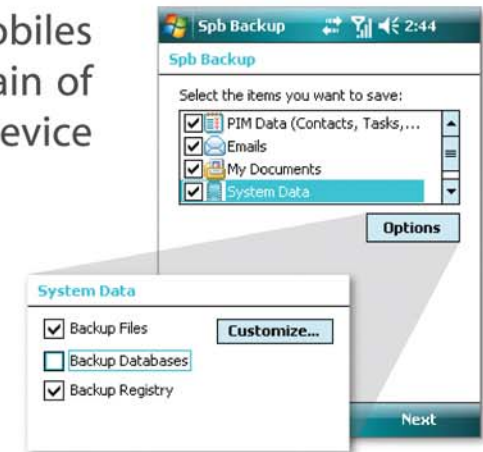 obiles
ain of
evice
Spb Backup 2:44
Spb Backup
Select the items you want to save:
PIM Data (Contacts, Tasks,...
Emails
My Documents
System Data
Options
System Data
Backup Files
Customize...
Backup Databases
Backup Registry
Next